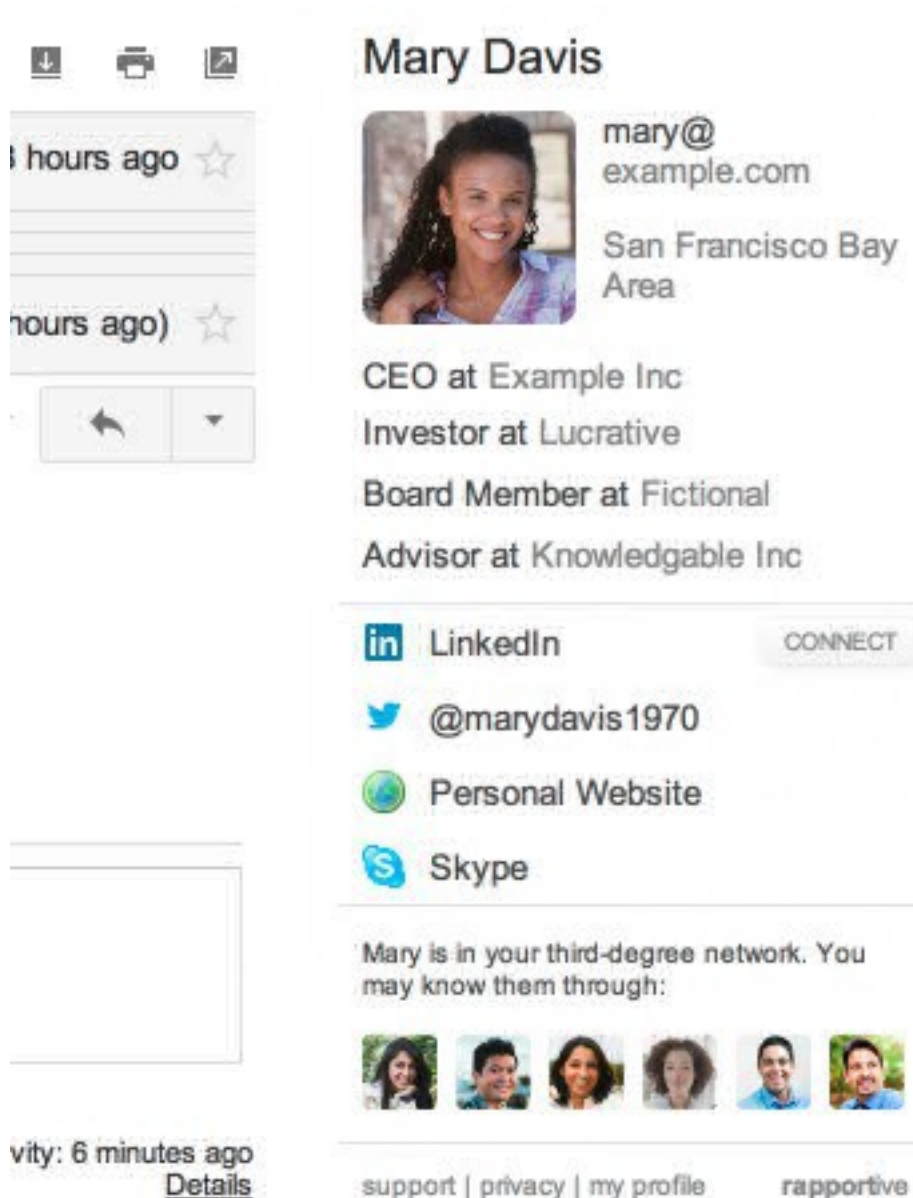 hours ago
hours ago)
vity: 6 minutes ago
Details
Mary Davis
mary@
example.com
San Francisco Bay
Area
CEO at Example Inc
Investor at Lucrative
Board Member at Fictional
Advisor at Knowledgable Inc
in LinkedIn CONNECT
@marydavis1970
Personal Website
S Skype
Mary is in your third-degree network. You
may know them through:
support | privacy | my profile rapportive